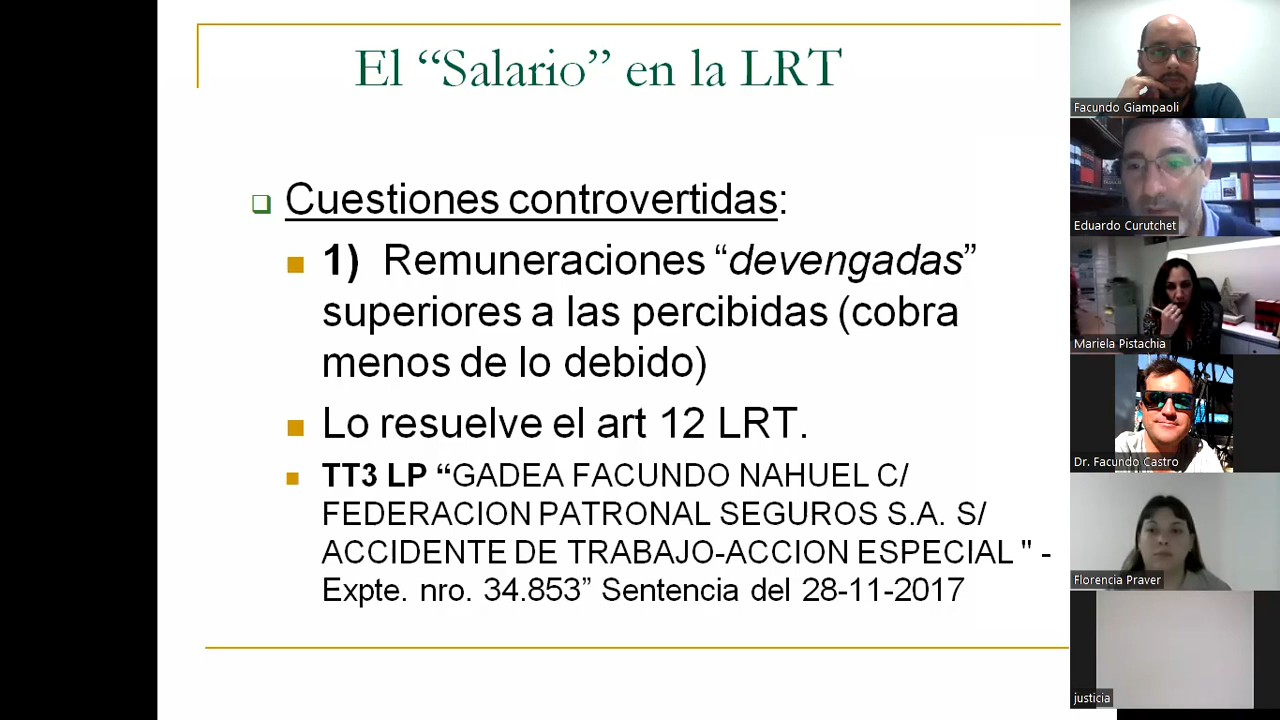 El “Salario” en la LRT
Cuestiones controvertidas:
1) Remuneraciones “devengadas”
superiores a las percibidas (cobra
menos de lo debido)
Lo resuelve el art 12 LRT.
TT3 LP “GADEA FACUNDO NAHUEL C/
FEDERACION PATRONAL SEGUROS S.A. S/
ACCIDENTE DE TRABAJO-ACCION ESPECIAL " -
Expte. nro. 34.853” Sentencia del 28-11-2017
Facundo Giampaoli
Eduardo Curutchet
Mariela Pistachia
Dr. Facundo Castro
Florencia Praver
justicia